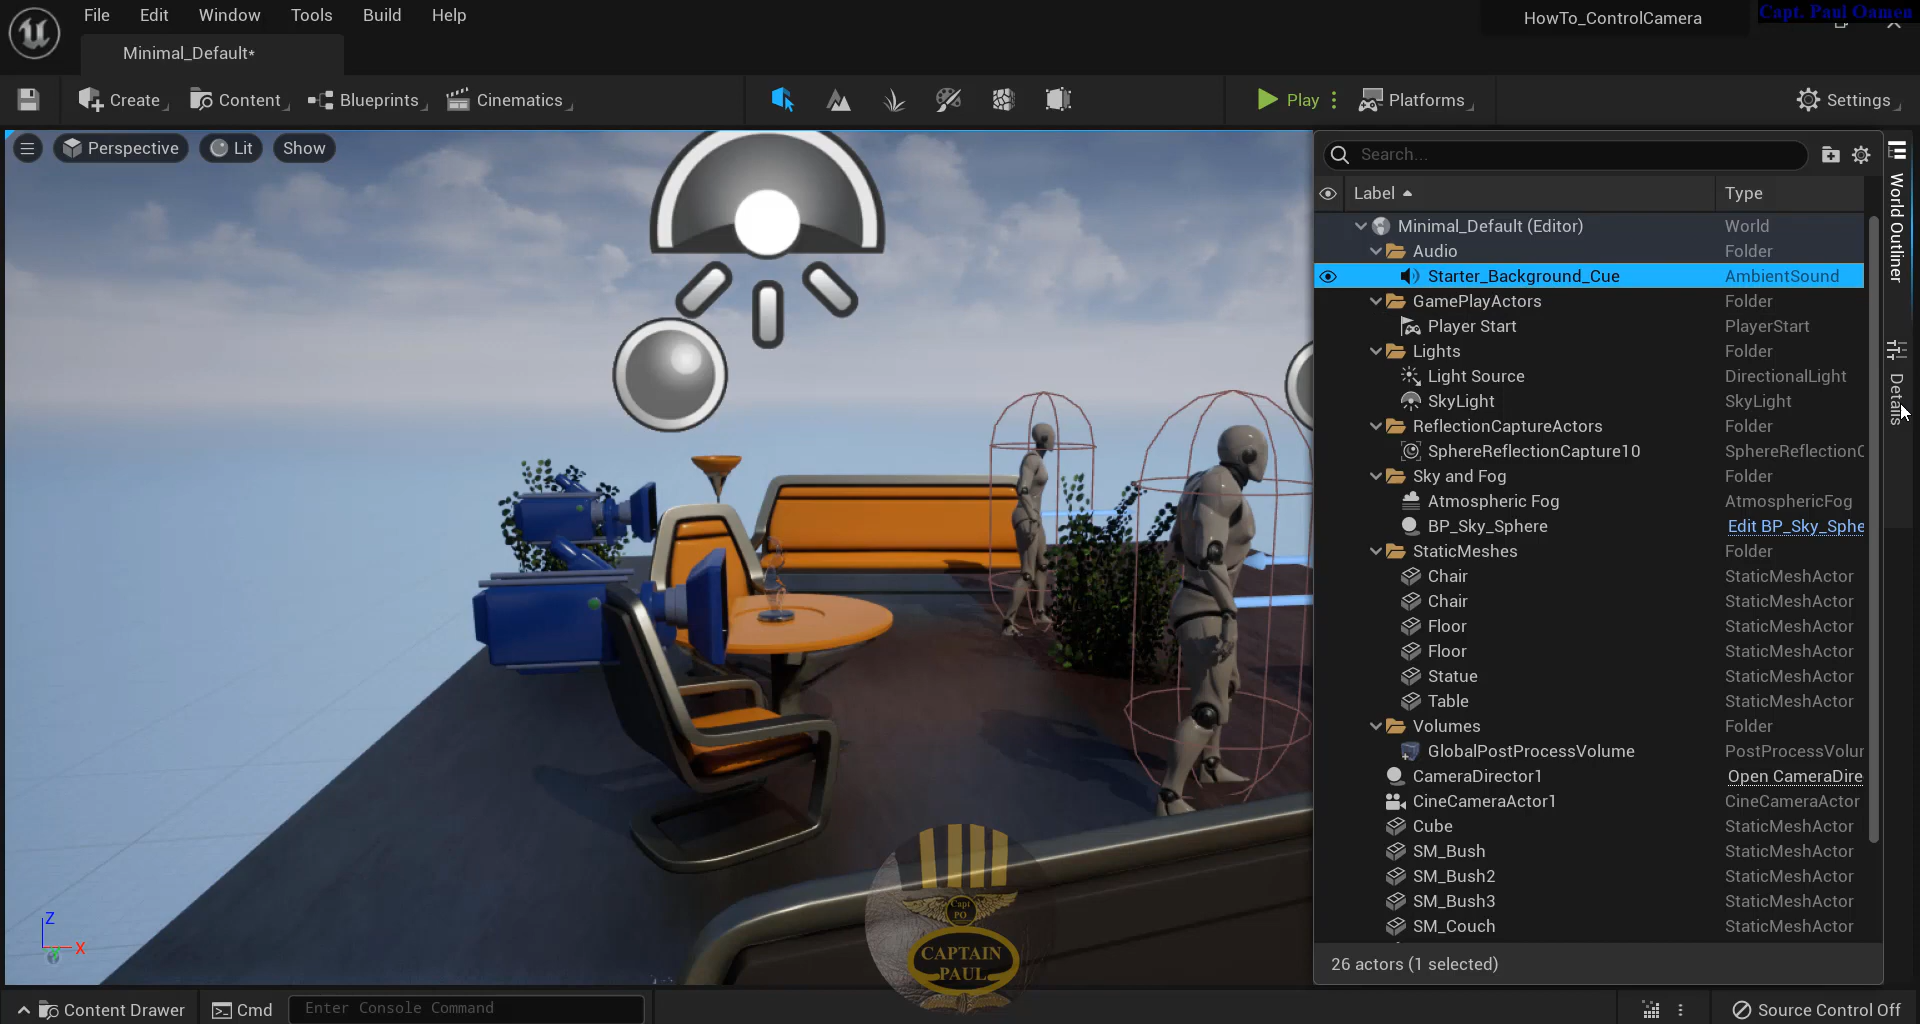 File Edit Window Tools Build Help
HowTo_ControlCamera
Capt. Paul Oamen
Minimal_Default*
Create Content Blueprints Cinematics Play Platforms Settings
Perspective Lit Show
Search...
Label Type
Minimal_Default (Editor) World
Audio Folder
Starter_Background_Cue AmbientSound
GamePlayActors Folder
Player Start PlayerStart
Lights Folder
Light Source DirectionalLight
SkyLight SkyLight
ReflectionCaptureActors Folder
SphereReflectionCapture10 SphereReflectionC
Sky and Fog Folder
Atmospheric Fog AtmosphericFog
BP_Sky_Sphere Edit BP_Sky_Sphe
StaticMeshes Folder
Chair StaticMeshActor
Chair StaticMeshActor
Floor StaticMeshActor
Floor StaticMeshActor
Statue StaticMeshActor
Table StaticMeshActor
Volumes Folder
GlobalPostProcessVolume PostProcessVolu
CameraDirector1 Open CameraDire
CineCameraActor1 CineCameraActor
Cube StaticMeshActor
SM_Bush StaticMeshActor
SM_Bush2 StaticMeshActor
SM_Bush3 StaticMeshActor
SM_Couch StaticMeshActor
26 actors (1 selected)
World Outliner
Details
Z
X
Capt
PO
CAPTAIN
PAUL
Content Drawer Cmd Enter Console Command Source Control Off